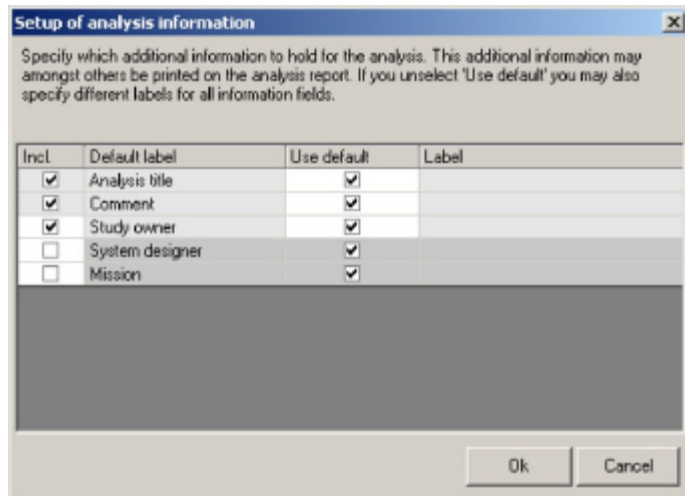 Setup of analysis information
Specify which additional information to hold for the analysis. This additional information may
amongst others be printed on the analysis report. If you unselect 'Use default' you may also
specify different labels for all information fields.
Incl. Default label Use default Label
Analysis title
Comment
Study owner
System designer
Mission
Ok Cancel